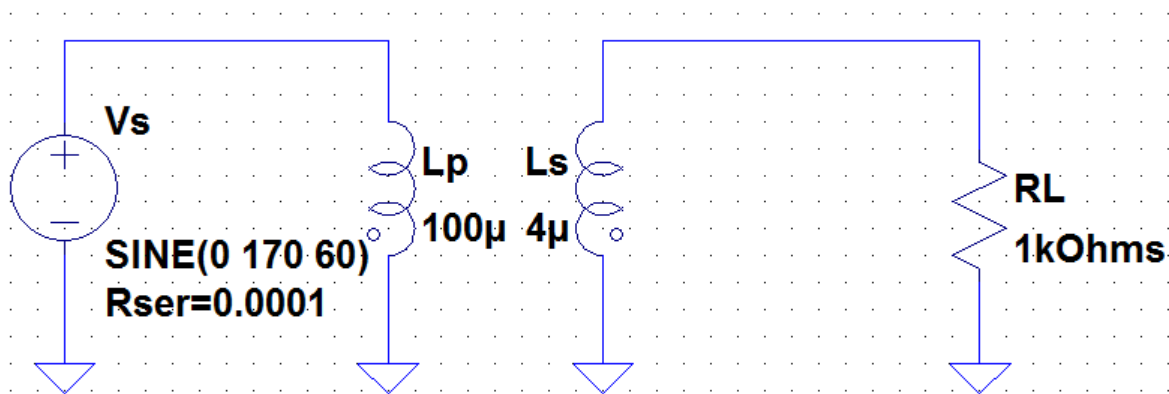 Vs
SINE(0 170 60)
Rser=0.0001
Lp
100µ
Ls
4µ
RL
1kOhms